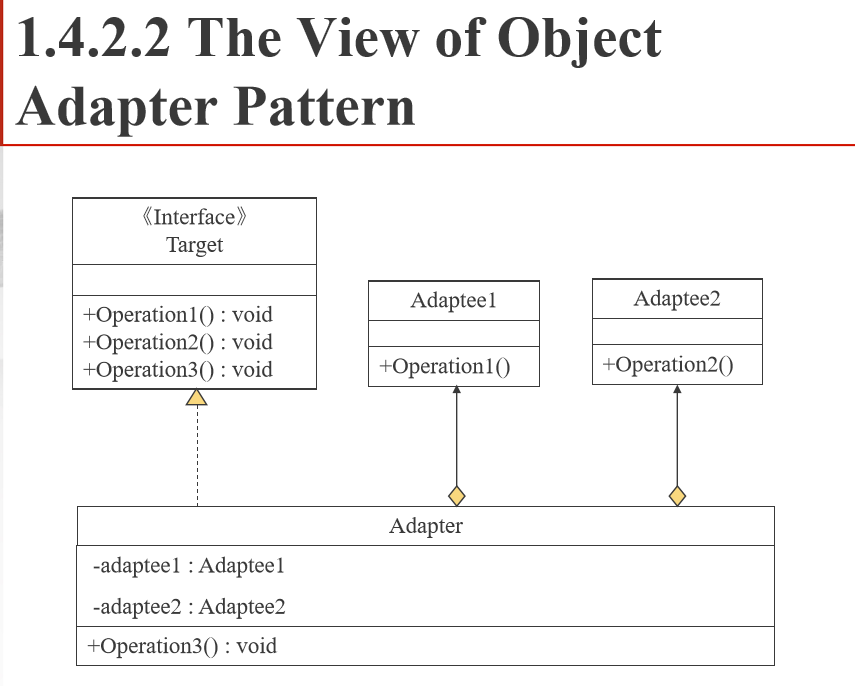 1.4.2.2 The View of Object
Adapter Pattern
《Interface》
Target
+Operation1() : void
+Operation2() : void
+Operation3() : void
Adaptee1
+Operation1()
Adaptee2
+Operation2()
Adapter
-adaptee1 : Adaptee1
-adaptee2 : Adaptee2
+Operation3() : void